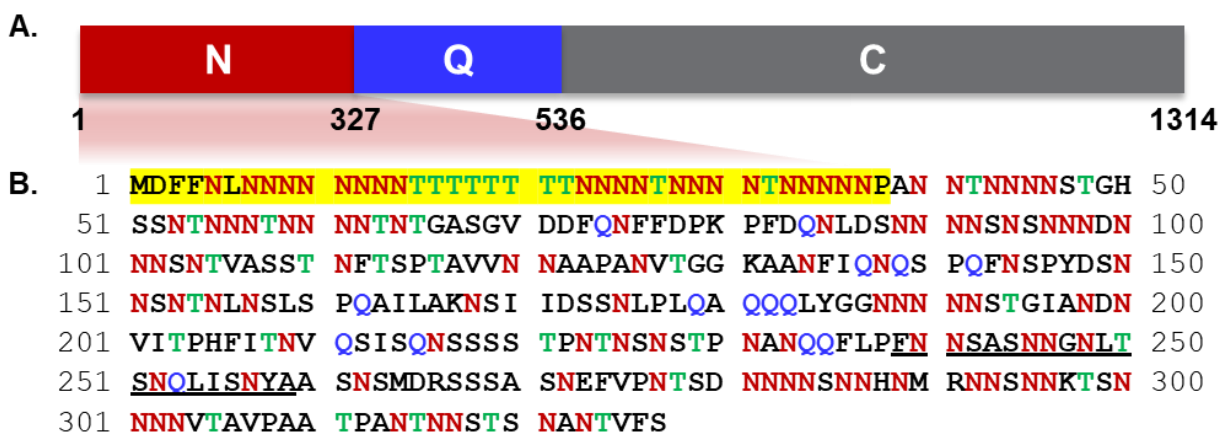 A.
N Q C
1 327 536 1314
B. 1 MDFFNLNNNN NNNNTTTTTT TTNNNNTNNN NTNNNNNPAN NTNNNNSTGH 50
51 SSNTNNNTNN NNTNTGASGV DDFQNFFDPK PFDQNLDSNN NNSNSNNNDN 100
101 NNSNTVASST NFTSPTAVVN NAAPANVTGG KAANFIQNQS PQFNSPYDSN 150
151 NSNTNLNSLS PQAILAKNSI IDSSNLPLQA QQQLYGGNNN NNSTGIANDN 200
201 VITPHFITNV QSISQNSSSS TPNTNSNSTP NANQQFLPFN NSASNNGNLT 250
251 SNQLISNYAA SNSMDRSSSA SNEFVPNTSD NNNNSNNHNM RNNSNNKTSN 300
301 NNNVTAVPAA TPANTNNSTS NANTVFS